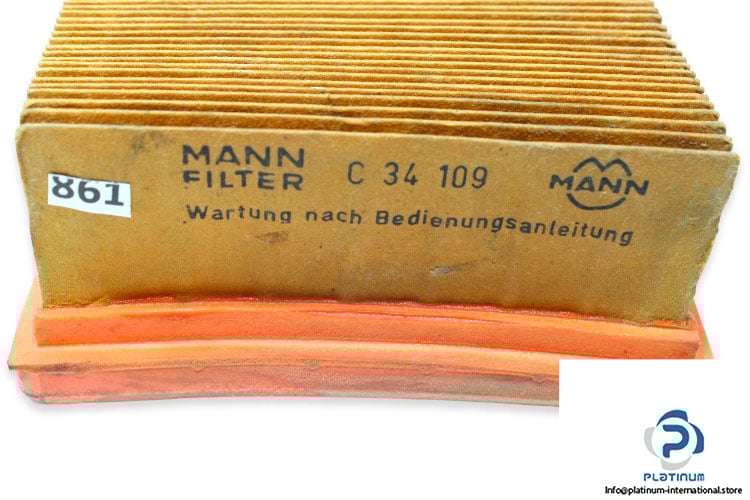 MANN
FILTER C 34 109 MANN
861
Wartung nach Bedienungsanleitung
PLATINUM
Info@platinum-international.store